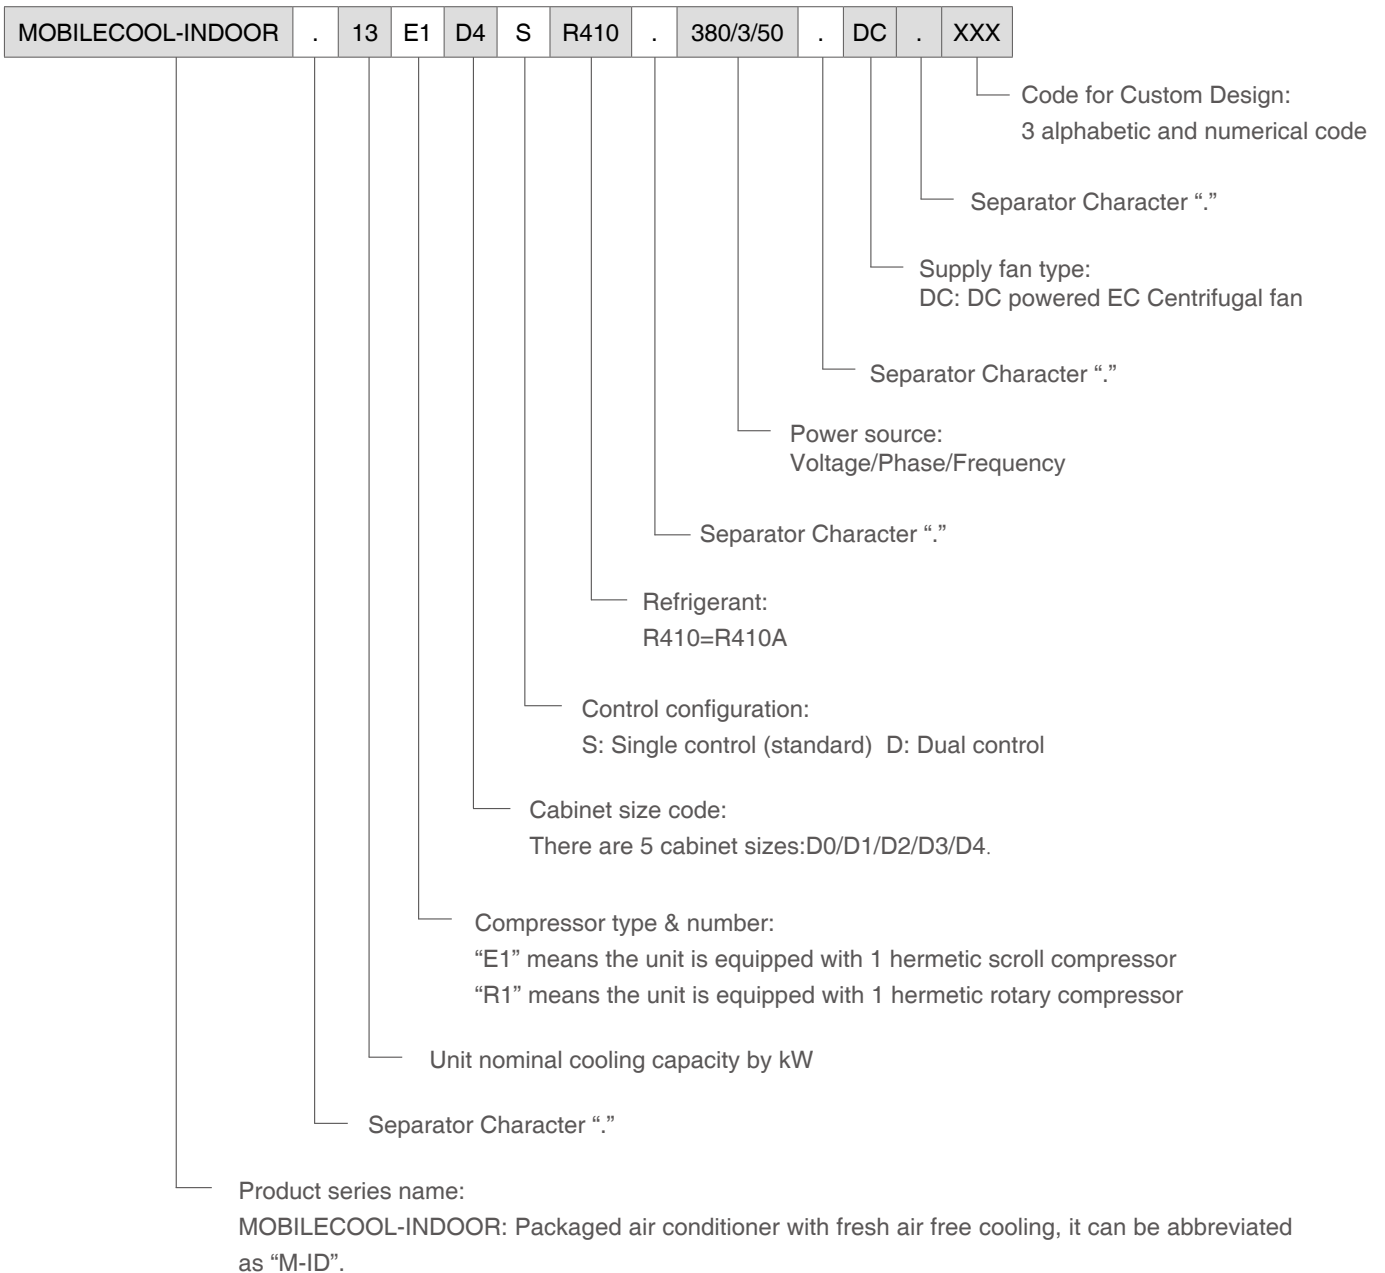 MOBILECOOL-INDOOR . 13 E1 D4 S R410 . 380/3/50 . DC . XXX
Code for Custom Design:
3 alphabetic and numerical code
Separator Character “.”
Supply fan type:
DC: DC powered EC Centrifugal fan
Separator Character “.”
Power source:
Voltage/Phase/Frequency
Separator Character “.”
Refrigerant:
R410=R410A
Control configuration:
S: Single control (standard)  D: Dual control
Cabinet size code:
There are 5 cabinet sizes:D0/D1/D2/D3/D4.
Compressor type & number:
“E1” means the unit is equipped with 1 hermetic scroll compressor
“R1” means the unit is equipped with 1 hermetic rotary compressor
Unit nominal cooling capacity by kW
Separator Character “.”
Product series name:
MOBILECOOL-INDOOR: Packaged air conditioner with fresh air free cooling, it can be abbreviated
as “M-ID”.